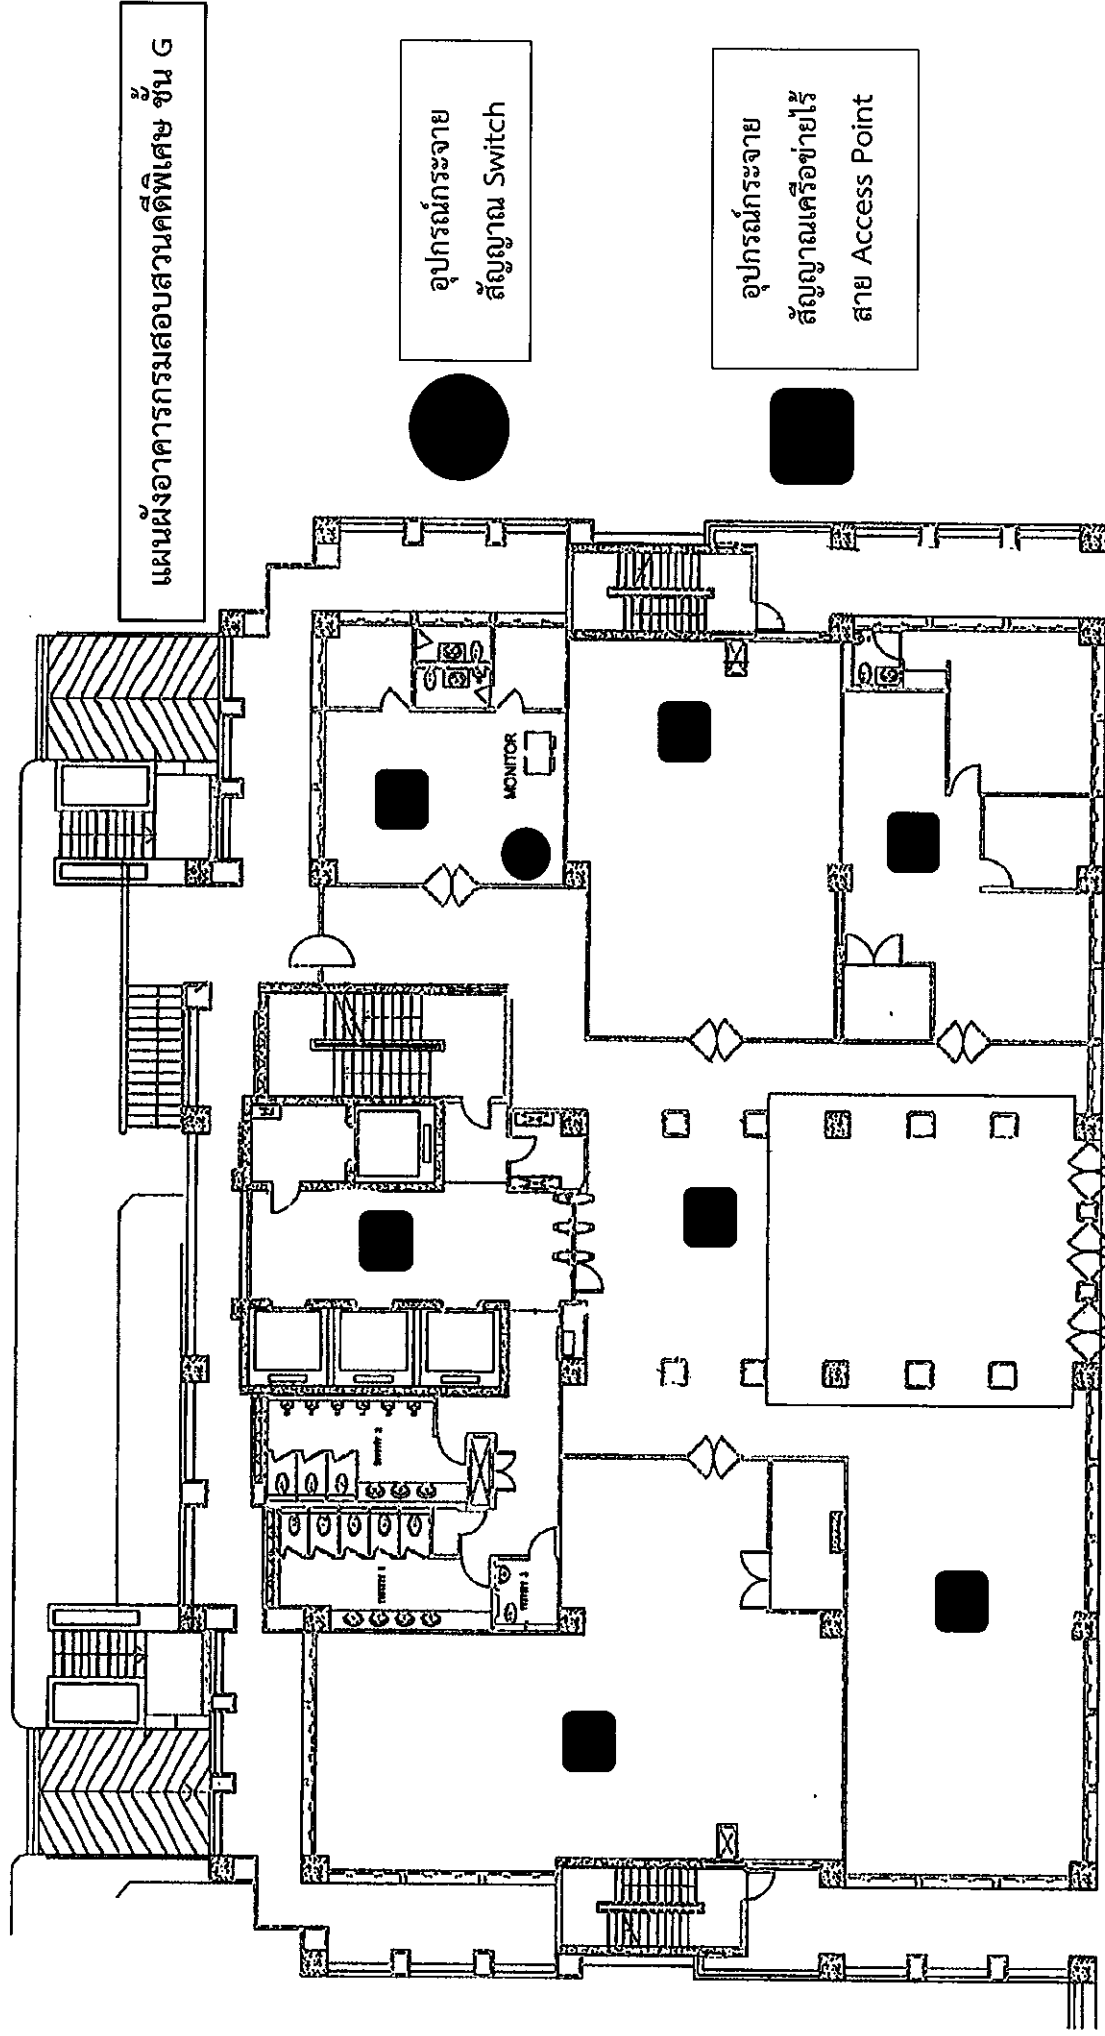 แผนผังอาคารกรมสอบสวนคดีพิเศษ ชั้น G
อุปกรณ์กระจาย
สัญญาณ Switch
อุปกรณ์กระจาย
สัญญาณเครือข่ายไร้
สาย Access Point
MONITOR